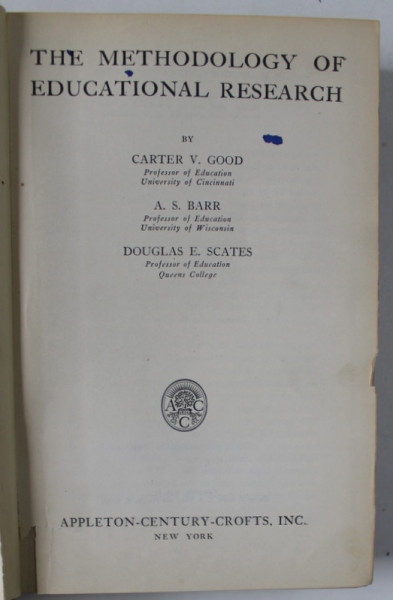 THE METHODOLOGY OF
EDUCATIONAL RESEARCH
BY
CARTER V. GOOD
Professor of Education
University of Cincinnati
A. S. BARR
Professor of Education
University of Wisconsin
DOUGLAS E. SCATES
Professor of Education
Queens College
A C
C
APPLETON-CENTURY-CROFTS, INC.
NEW YORK